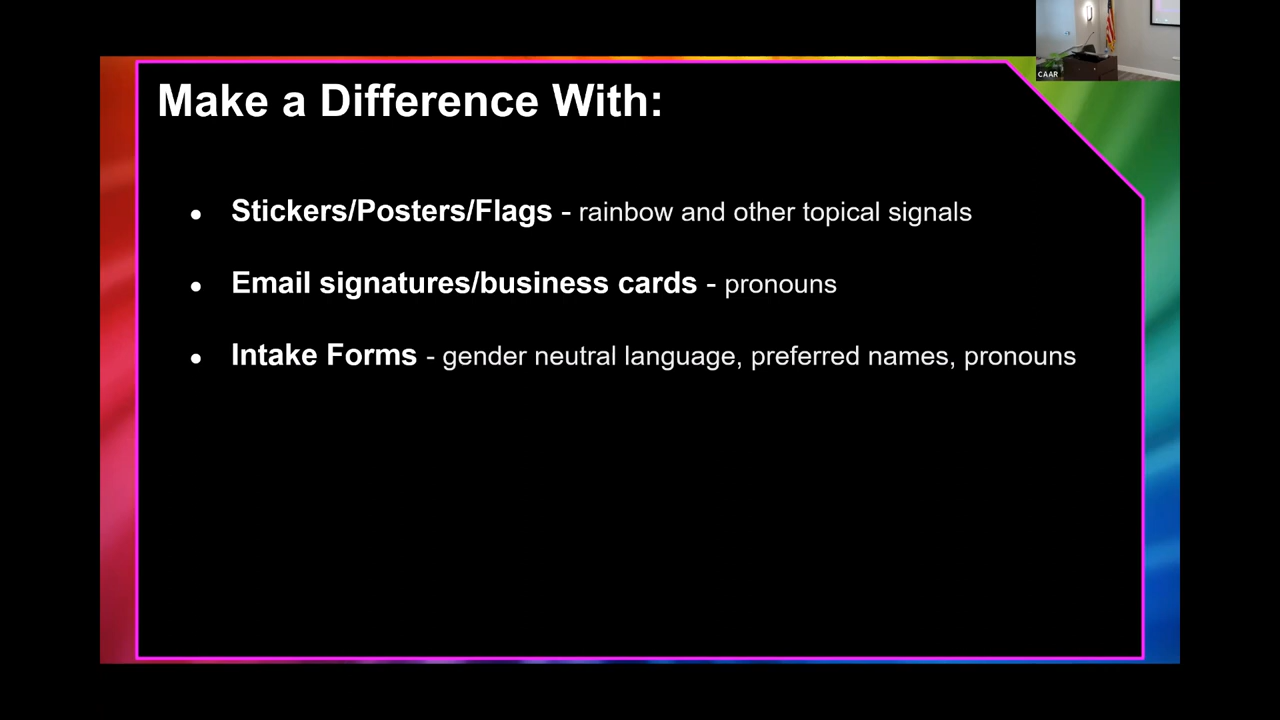 CAAR
Make a Difference With:
● Stickers/Posters/Flags - rainbow and other topical signals
● Email signatures/business cards - pronouns
● Intake Forms - gender neutral language, preferred names, pronouns